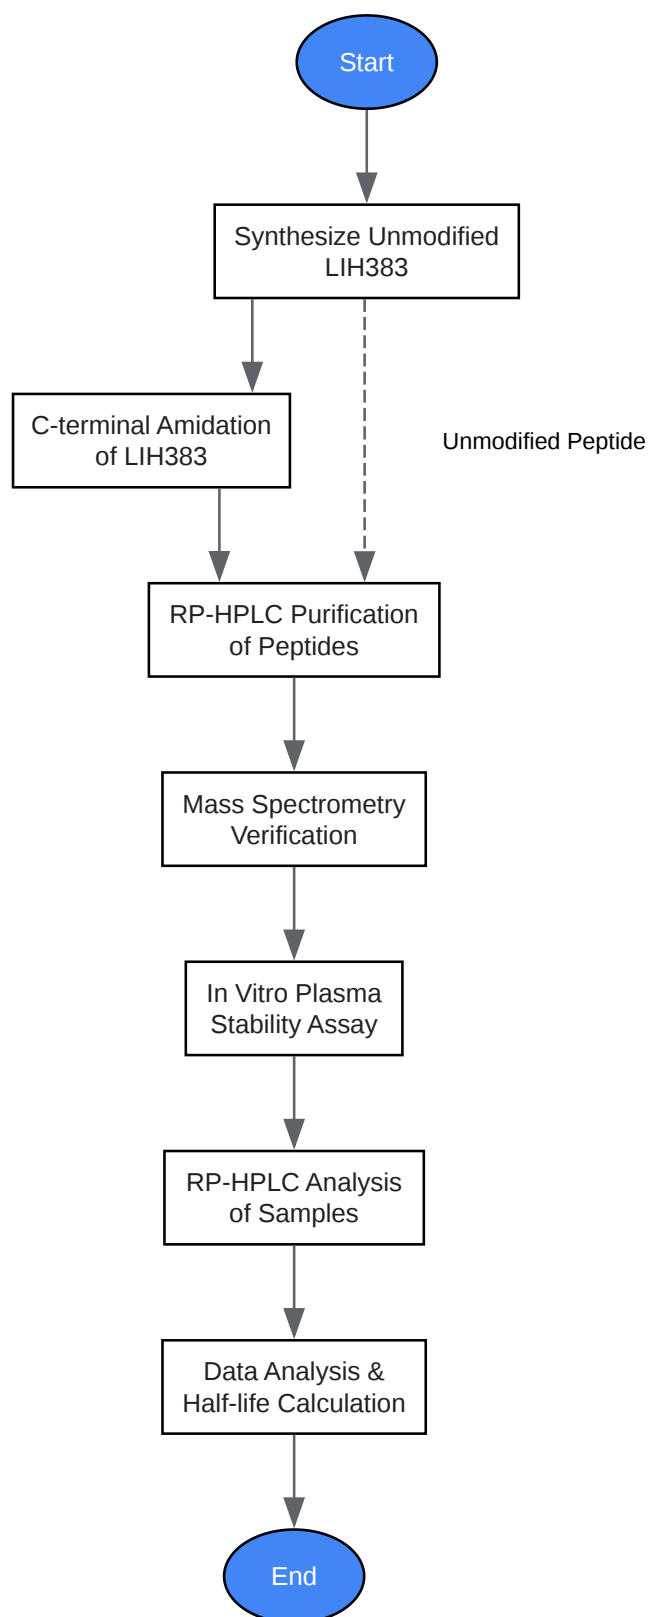 Start
Synthesize Unmodified
LIH383
C-terminal Amidation
of LIH383
Unmodified Peptide
RP-HPLC Purification
of Peptides
Mass Spectrometry
Verification
In Vitro Plasma
Stability Assay
RP-HPLC Analysis
of Samples
Data Analysis &
Half-life Calculation
End